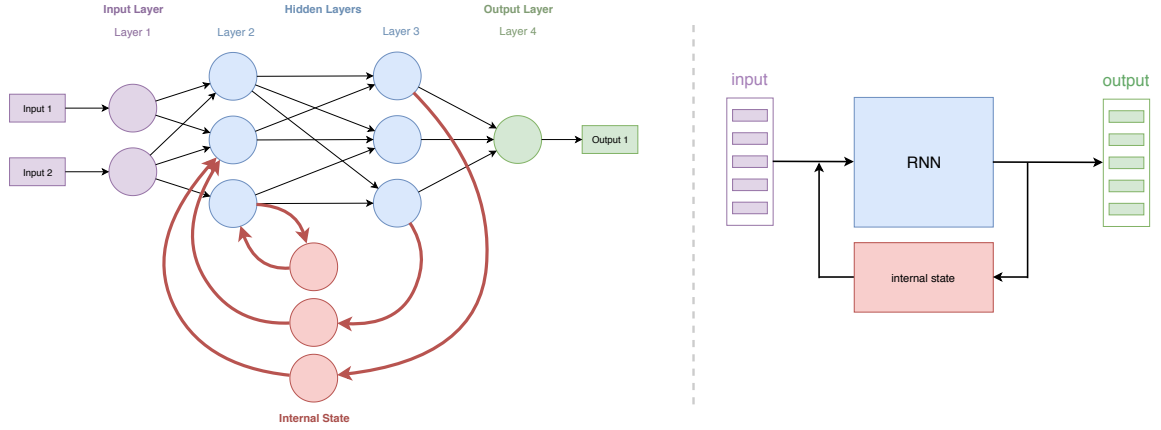 Input Layer
Hidden Layers
Output Layer
Layer 1
Layer 2
Layer 3
Layer 4
Input 1
Input 2
Output 1
Internal State
input
output
RNN
internal state